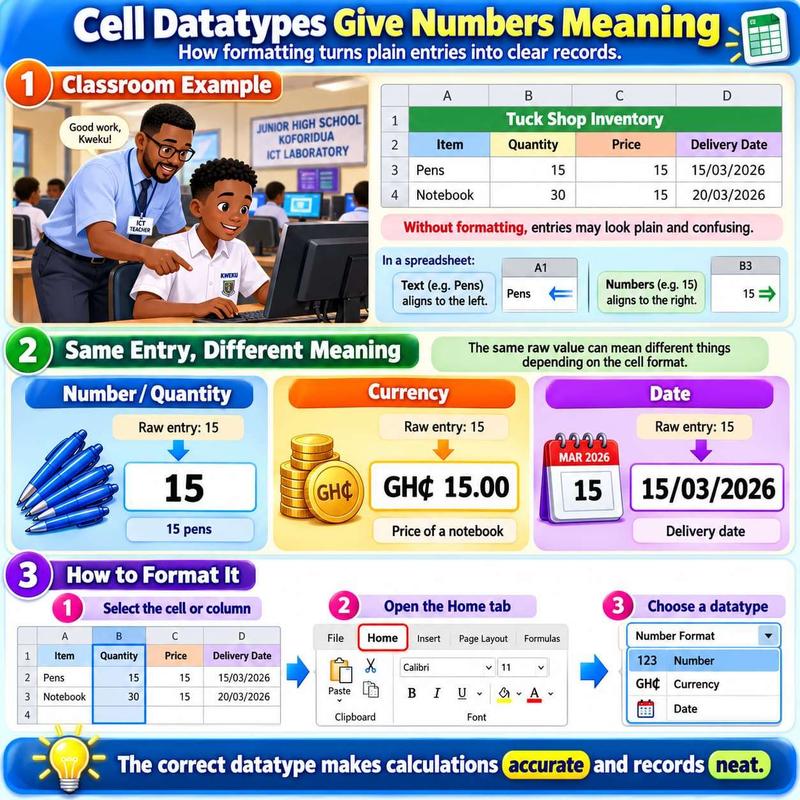 Cell Datatypes Give Numbers Meaning
How formatting turns plain entries into clear records.
1 Classroom Example
Good work,
Kweku!
JUNIOR HIGH SCHOOL
KOFORIDUA
ICT LABORATORY
ICT
TEACHER
KWEKU
A B C D
1 Tuck Shop Inventory
2 Item Quantity Price Delivery Date
3 Pens 15 15 15/03/2026
4 Notebook 30 15 20/03/2026
Without formatting, entries may look plain and confusing.
In a spreadsheet:
Text (e.g. Pens)
aligns to the left.
A1
Pens
Numbers (e.g. 15)
aligns to the right.
B3
15
2 Same Entry, Different Meaning
The same raw value can mean different things
depending on the cell format.
Number / Quantity
Raw entry: 15
15
15 pens
Currency
Raw entry: 15
GH₵
GH₵ 15.00
Price of a notebook
Date
Raw entry: 15
MAR 2026
15
15/03/2026
Delivery date
3 How to Format It
1 Select the cell or column
A B C D
1 Item Quantity Price Delivery Date
2 Pens 15 15 15/03/2026
3 Notebook 30 15 20/03/2026
4
2 Open the Home tab
File Home Insert Page Layout Formulas
Calibri 11
Paste
B I U A
Clipboard Font
3 Choose a datatype
Number Format
123 Number
GH₵ Currency
Date
The correct datatype makes calculations accurate and records neat.